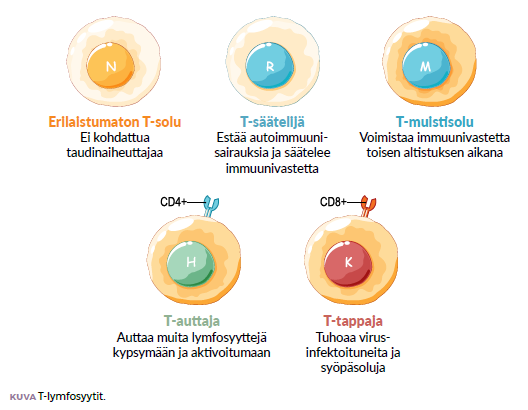 N
Erilaistumaton T-solu
Ei kohdattua
taudinaiheuttajaa
R
T-säätelijä
Estää autoimmuuni-
sairauksia ja säätelee
immuunivastetta
M
T-muistisolu
Voimistaa immuunivastetta
toisen altistuksen aikana
CD4+
H
T-auttaja
Auttaa muita lymfosyyttejä
kypsymään ja aktivoitumaan
CD8+
K
T-tappaja
Tuhoaa virus-
infektoituneita ja
syöpäsoluja
KUVA T-lymfosyytit.